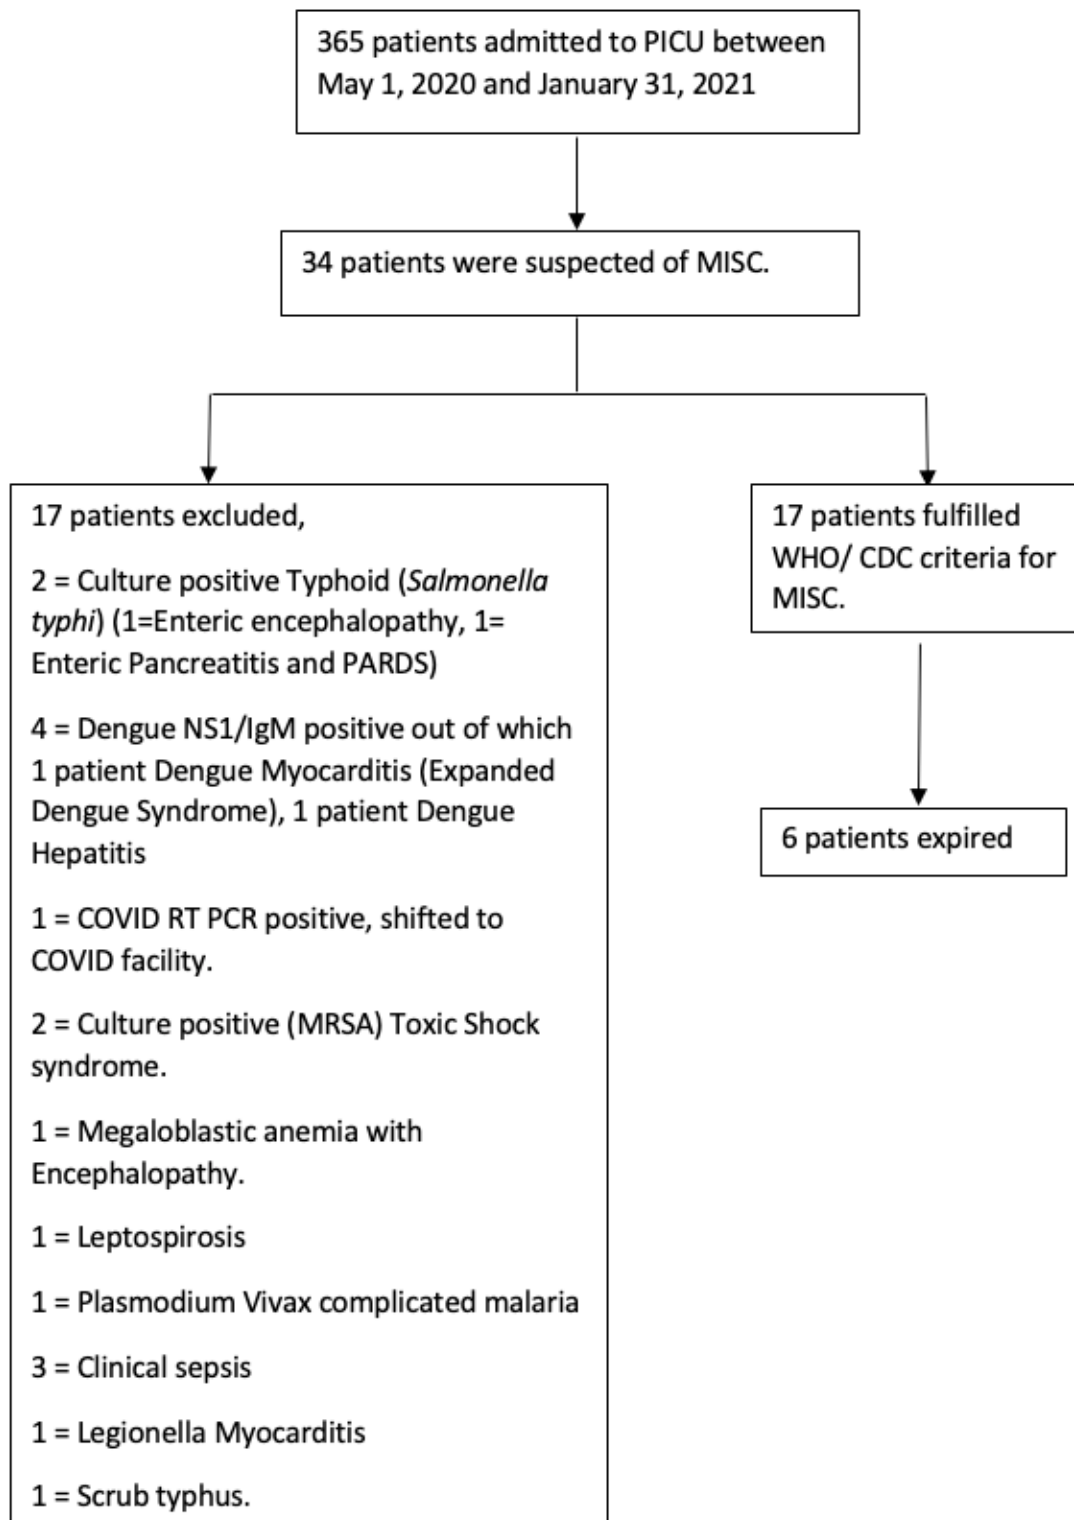 365 patients admitted to PICU between
May 1, 2020 and January 31, 2021
34 patients were suspected of MISC.
17 patients excluded,
2 = Culture positive Typhoid (Salmonella
typhi) (1=Enteric encephalopathy, 1=
Enteric Pancreatitis and PARDS)
4 = Dengue NS1/IgM positive out of which
1 patient Dengue Myocarditis (Expanded
Dengue Syndrome), 1 patient Dengue
Hepatitis
1 = COVID RT PCR positive, shifted to
COVID facility.
2 = Culture positive (MRSA) Toxic Shock
syndrome.
1 = Megaloblastic anemia with
Encephalopathy.
1 = Leptospirosis
1 = Plasmodium Vivax complicated malaria
3 = Clinical sepsis
1 = Legionella Myocarditis
1 = Scrub typhus.
17 patients fulfilled
WHO/ CDC criteria for
MISC.
6 patients expired